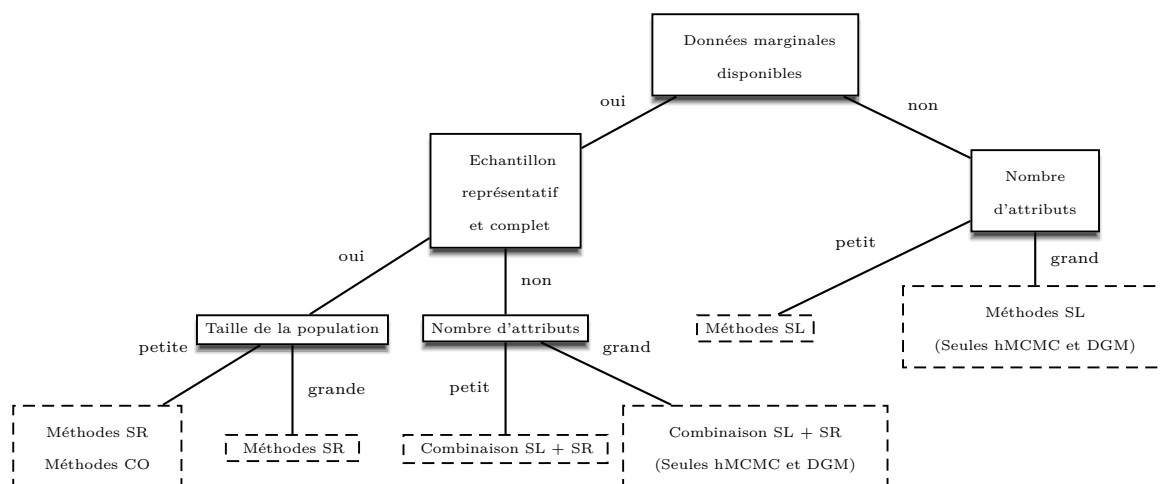 Données marginales
disponibles
oui
non
Echantillon
représentatif
et complet
Nombre
d'attributs
oui
non
petit
grand
Taille de la population
Nombre d'attributs
Méthodes SL
Méthodes SL
(Seules hMCMC et DGM)
petite
grande
petit
grand
Méthodes SR
Méthodes CO
Méthodes SR
Combinaison SL + SR
Combinaison SL + SR
(Seules hMCMC et DGM)